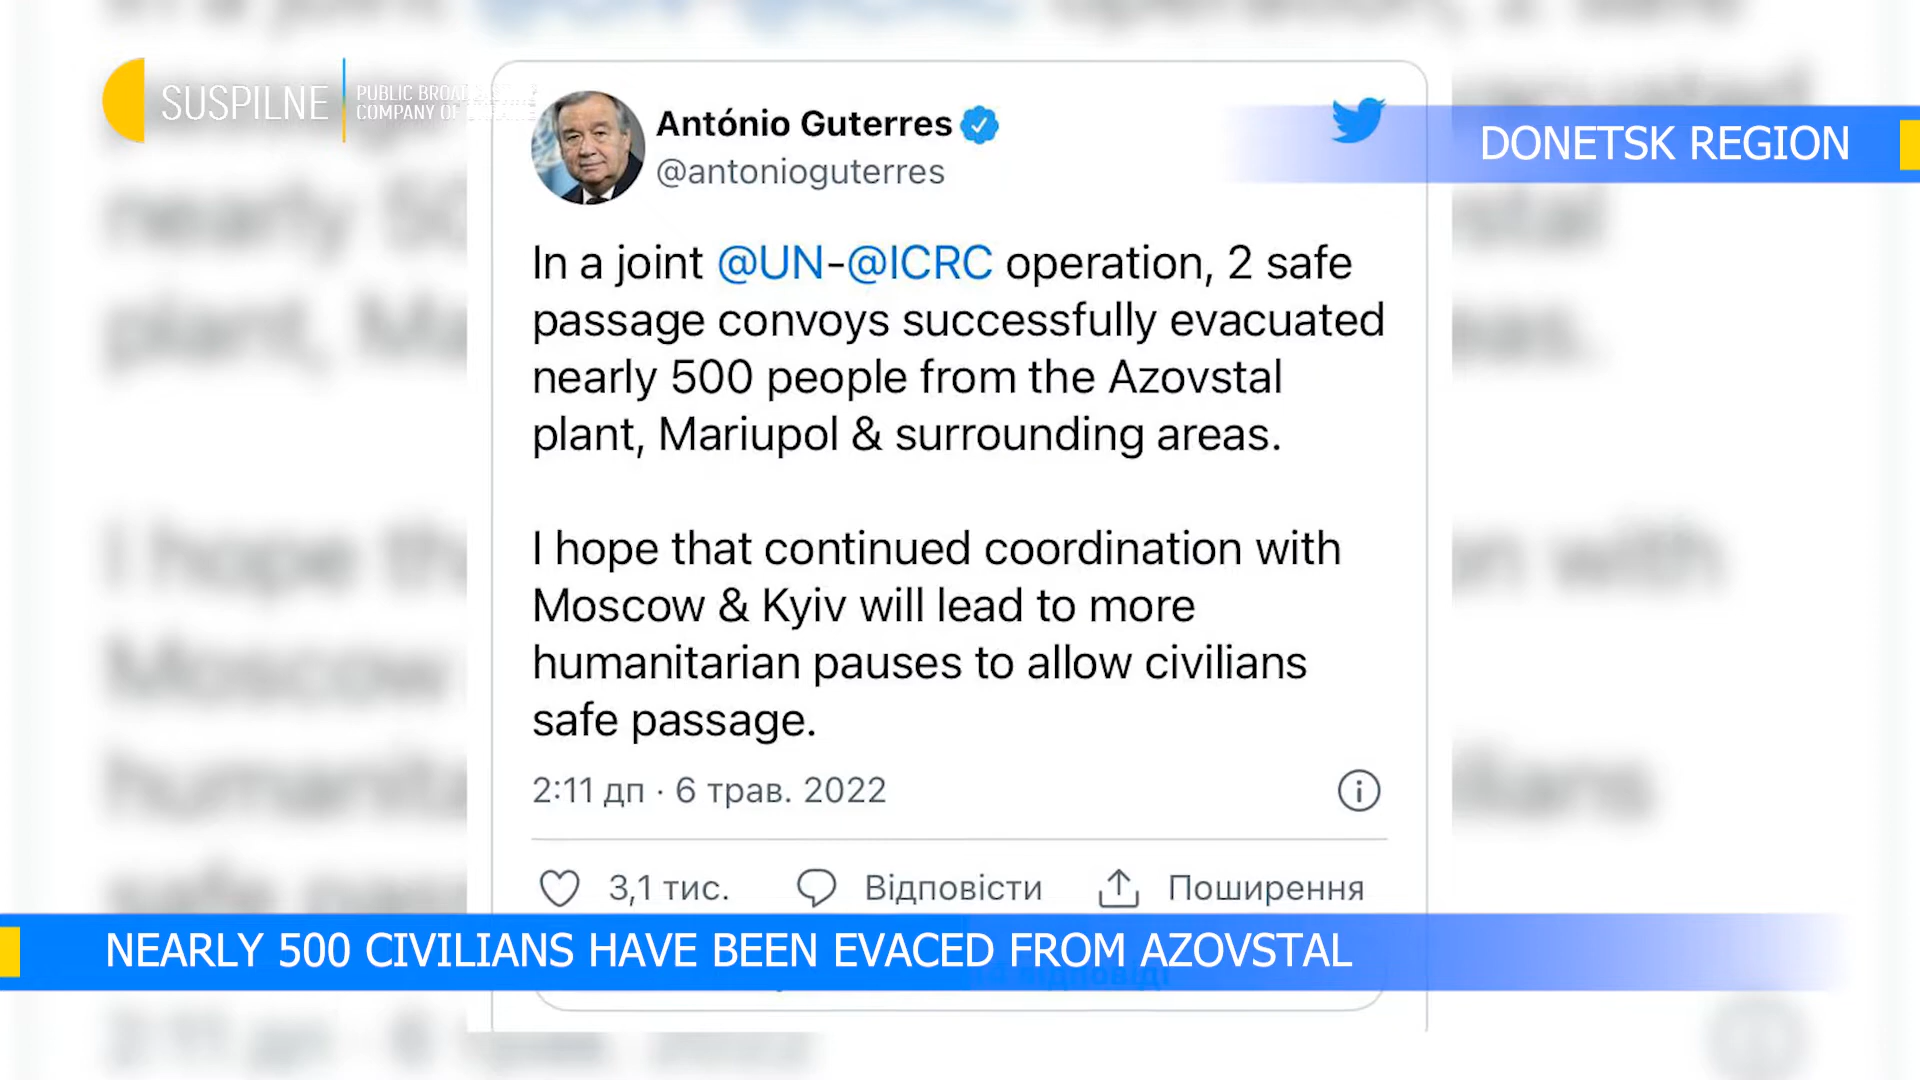 SUSPILNE
PUBLIC BROADCASTING
COMPANY OF UKRAINE
António Guterres
@antonioguterres
DONETSK REGION
In a joint @UN-@ICRC operation, 2 safe
passage convoys successfully evacuated
nearly 500 people from the Azovstal
plant, Mariupol & surrounding areas.
I hope that continued coordination with
Moscow & Kyiv will lead to more
humanitarian pauses to allow civilians
safe passage.
2:11 дп · 6 трав. 2022
3,1 тис.
Відповісти
Поширення
NEARLY 500 CIVILIANS HAVE BEEN EVACED FROM AZOVSTAL